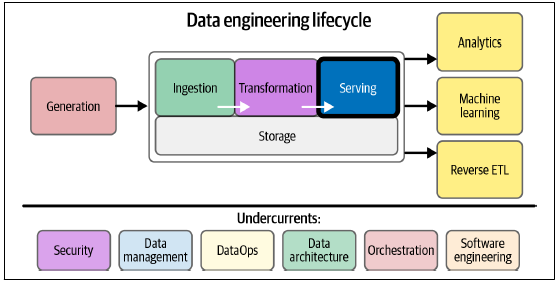 Data engineering lifecycle
Generation
Ingestion
Transformation
Serving
Storage
Analytics
Machine
learning
Reverse ETL
Undercurrents:
Security
Data
management
DataOps
Data
architecture
Orchestration
Software
engineering